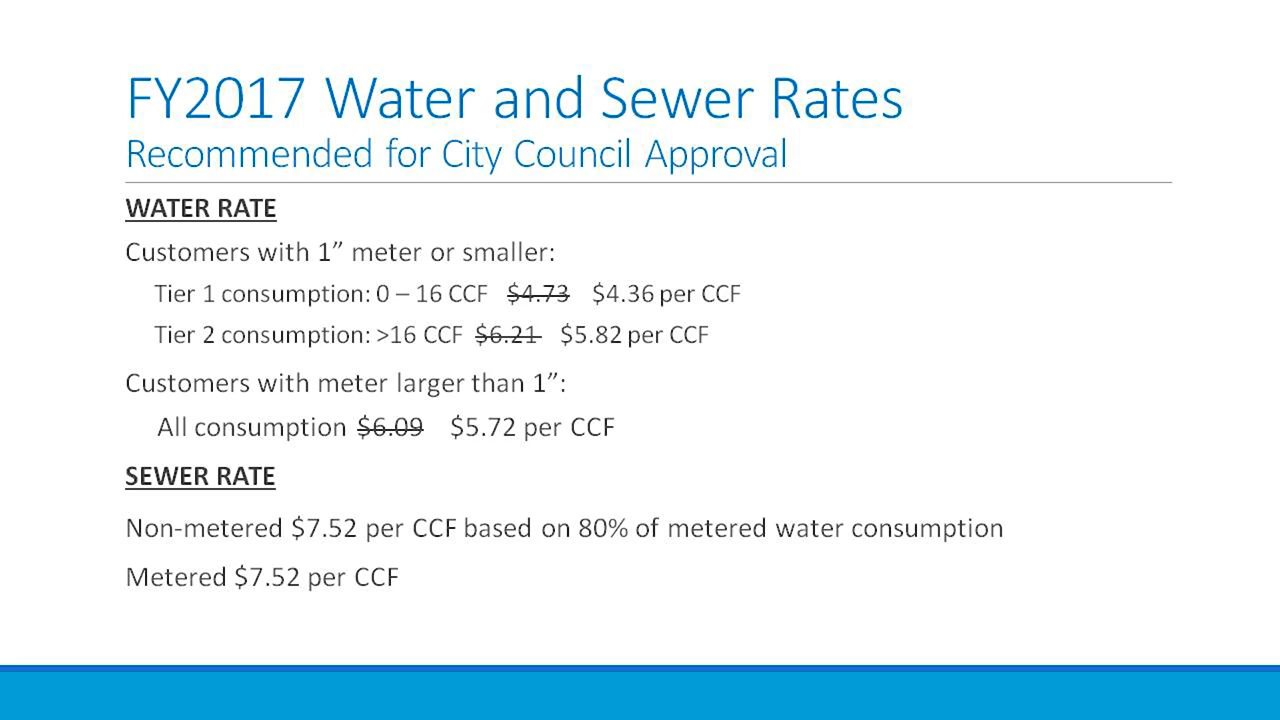 FY2017 Water and Sewer Rates
Recommended for City Council Approval
WATER RATE
Customers with 1” meter or smaller:
Tier 1 consumption: 0 – 16 CCF $4.73 $4.36 per CCF
Tier 2 consumption: >16 CCF $6.21 $5.82 per CCF
Customers with meter larger than 1”:
All consumption $6.09 $5.72 per CCF
SEWER RATE
Non-metered $7.52 per CCF based on 80% of metered water consumption
Metered $7.52 per CCF